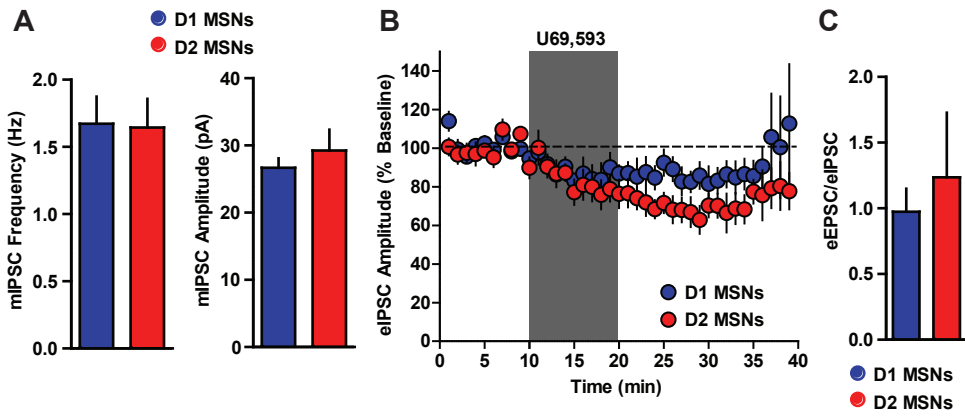 A
D1 MSNs
D2 MSNs
mIPSC Frequency (Hz)
2.0
1.5
1.0
0.5
0.0
mIPSC Amplitude (pA)
40
30
20
10
0
B
U69,593
eIPSC Amplitude (% Baseline)
140
120
100
80
60
40
20
0
0 5 10 15 20 25 30 35 40
Time (min)
D1 MSNs
D2 MSNs
C
eEPSC/eIPSC
2.0
1.5
1.0
0.5
0.0
D1 MSNs
D2 MSNs